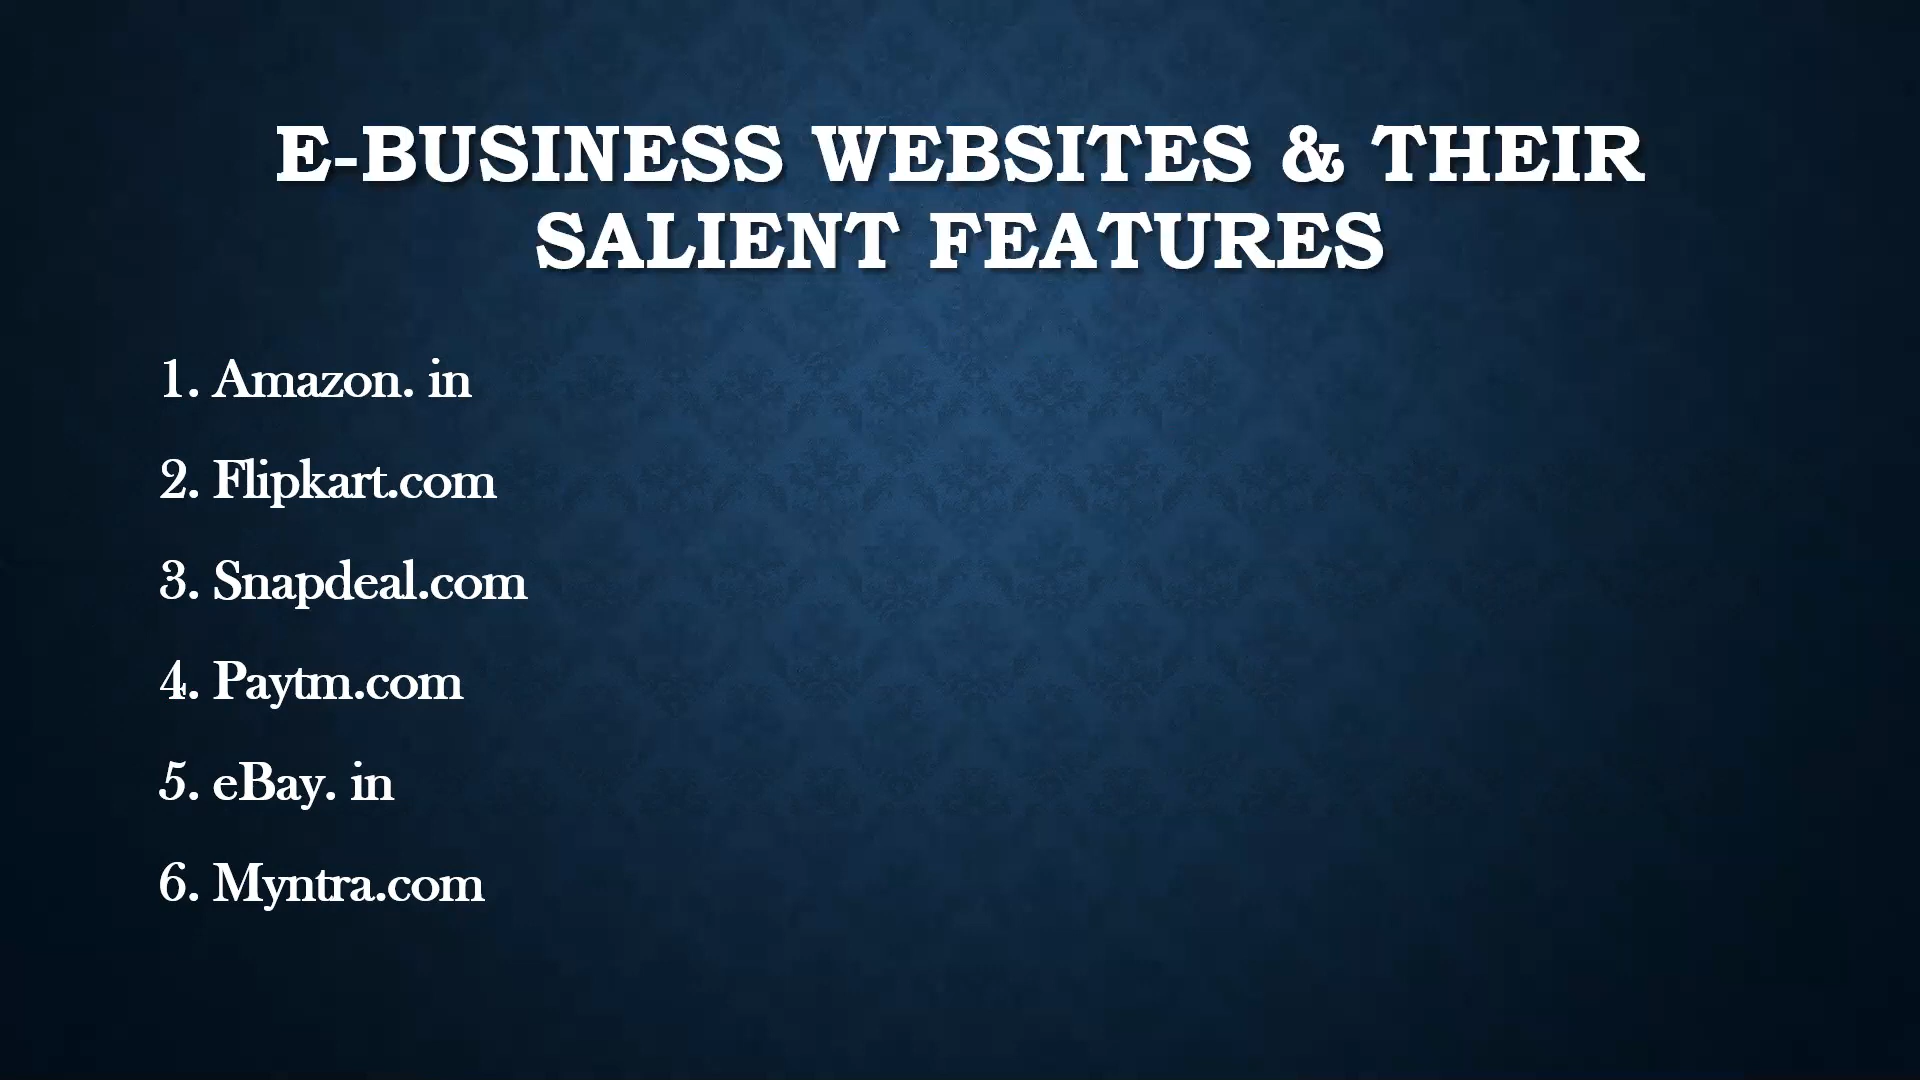 E-BUSINESS WEBSITES & THEIR
SALIENT FEATURES
1. Amazon. in
2. Flipkart.com
3. Snapdeal.com
4. Paytm.com
5. eBay. in
6. Myntra.com